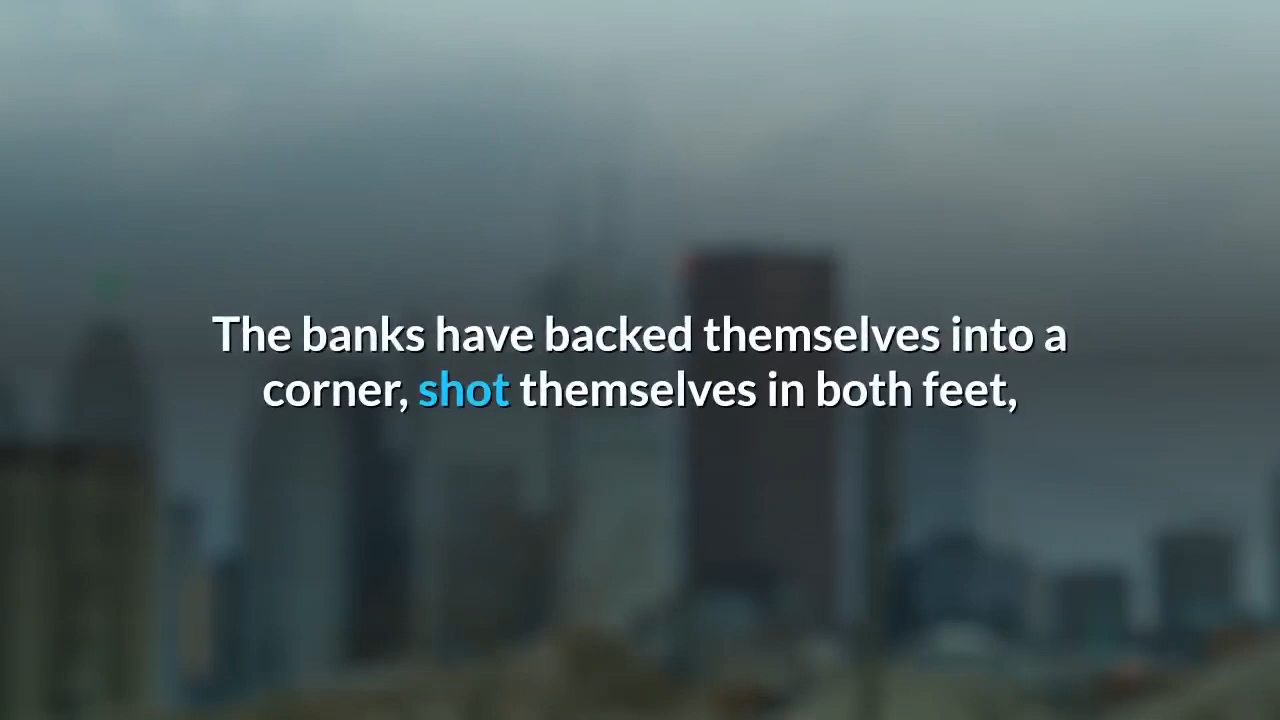 The banks have backed themselves into a
corner, shot themselves in both feet,